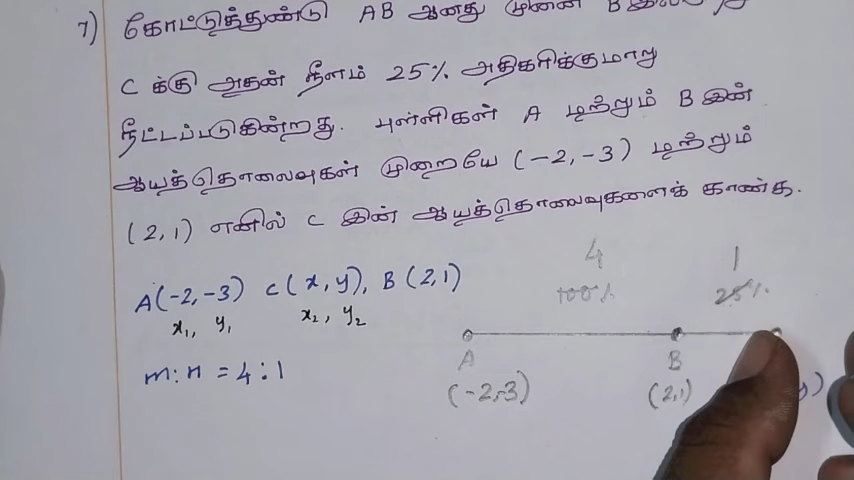 7) கோட்டுத்துண்டு AB ஆனது முனை B
C க்கு அதன் நீளம் 25% அதிகரிக்குமாறு
நீட்டப்படுகின்றது. புள்ளிகள் A மற்றும் B இன்
ஆயத்தொலைவுகள் முறையே (-2,-3) மற்றும்
(2,1) எனில் C இன் ஆயத்தொலைவுகளைக் காண்க.
A(-2,-3) C(x,y), B(2,1)
x₁, y₁ x₂, y₂
m:n = 4:1
4 1
100% 25%
A B
(-2,-3) (2,1) y)